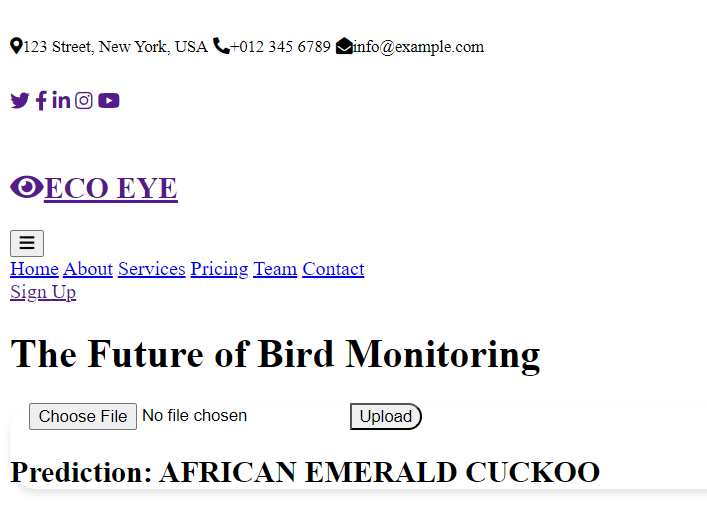 123 Street, New York, USA +012 345 6789 info@example.com
ECO EYE
Home About Services Pricing Team Contact
Sign Up
The Future of Bird Monitoring
Choose File No file chosen Upload
Prediction: AFRICAN EMERALD CUCKOO